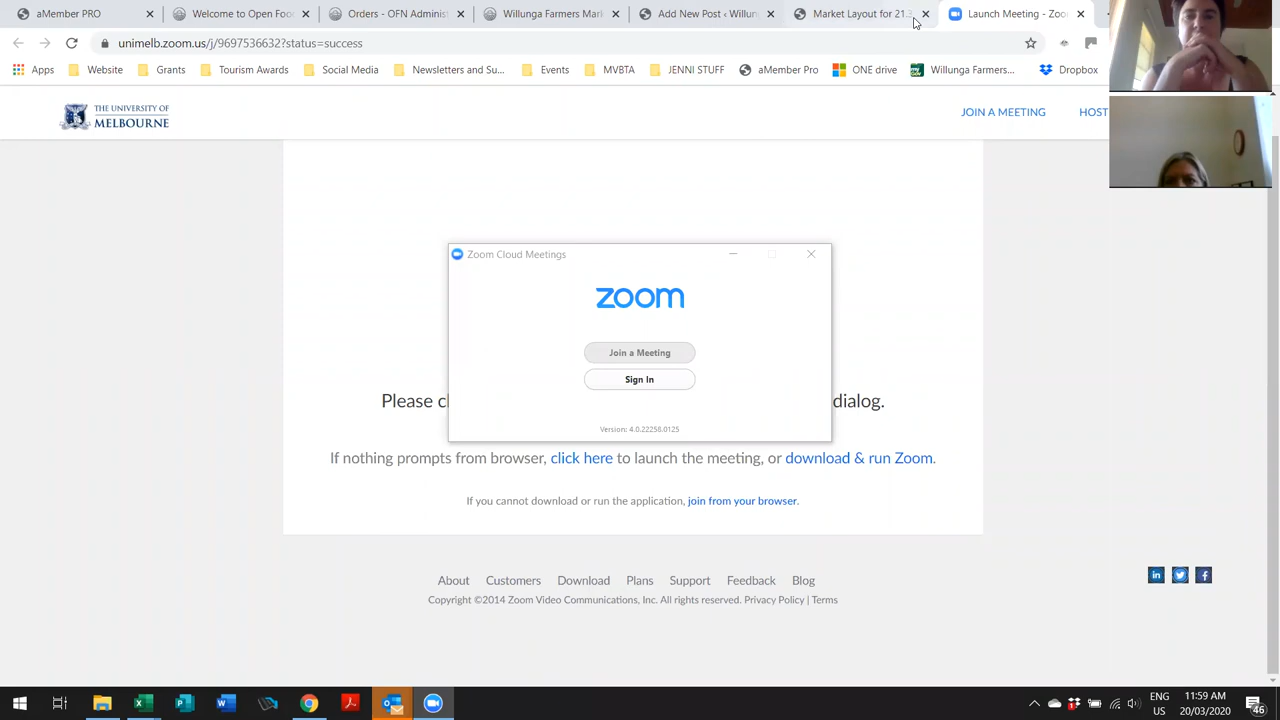 aMember PRO
Welcome to Open Foo
Orders - OFN Adminis
Willunga Farmers Mark
Add New Post ‹ Willun
Market Layout for 21.3
Launch Meeting - Zoo
unimelb.zoom.us/j/9697536632?status=success
Apps
Website
Grants
Tourism Awards
Social Media
Newsletters and Su...
Events
MVBTA
JENNI STUFF
aMember Pro
ONE drive
Willunga Farmers...
Dropbox
THE UNIVERSITY OF
MELBOURNE
JOIN A MEETING
HOST
Zoom Cloud Meetings
zoom
Join a Meeting
Sign In
Please cl
dialog.
Version: 4.0.22256.0125
If nothing prompts from browser, click here to launch the meeting, or download & run Zoom.
If you cannot download or run the application, join from your browser.
About Customers Download Plans Support Feedback Blog
Copyright ©2014 Zoom Video Communications, Inc. All rights reserved. Privacy Policy | Terms
ENG
US
11:59 AM
20/03/2020
46